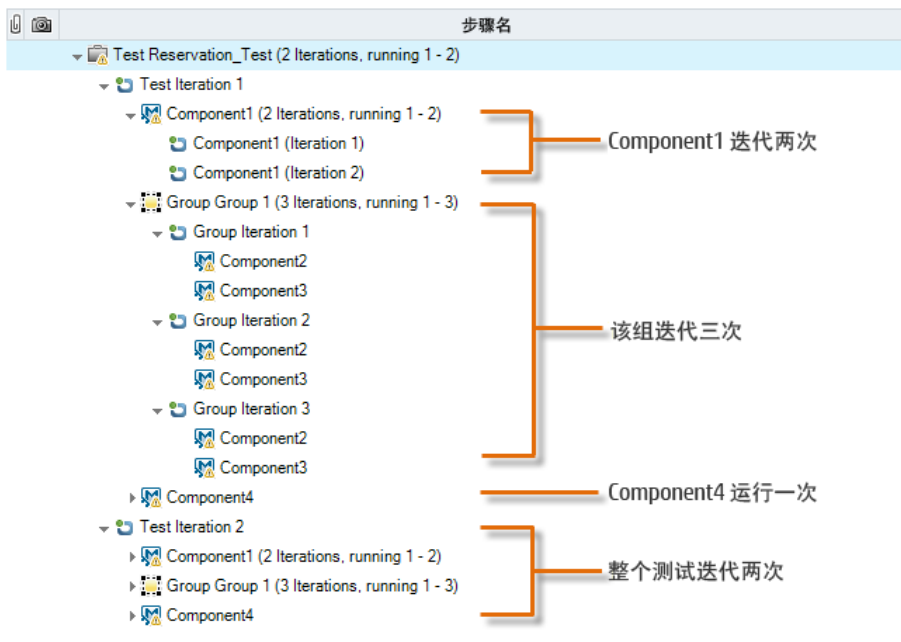 步骤名
Test Reservation_Test (2 Iterations, running 1 - 2)
Test Iteration 1
Component1 (2 Iterations, running 1 - 2)
Component1 (Iteration 1)
Component1 迭代两次
Component1 (Iteration 2)
Group Group 1 (3 Iterations, running 1 - 3)
Group Iteration 1
Component2
Component3
Group Iteration 2
该组迭代三次
Component2
Component3
Group Iteration 3
Component2
Component3
Component4
Component4 运行一次
Test Iteration 2
Component1 (2 Iterations, running 1 - 2)
整个测试迭代两次
Group Group 1 (3 Iterations, running 1 - 3)
Component4